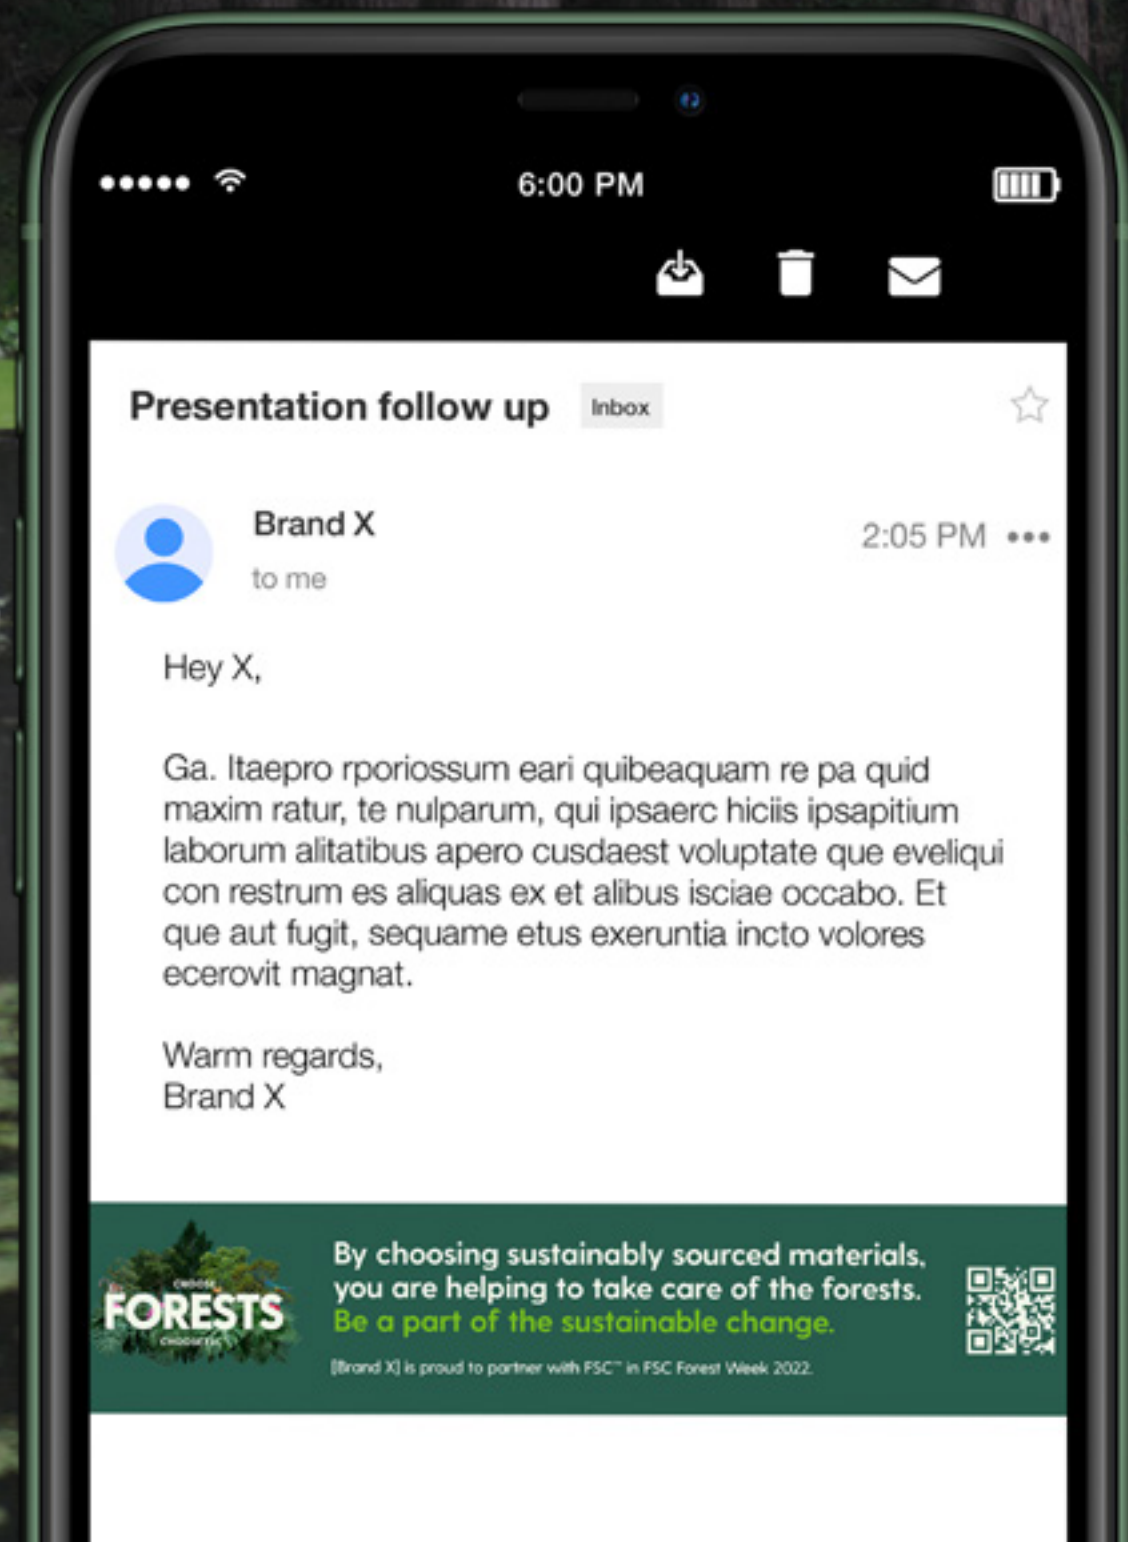 6:00 PM
Presentation follow up Inbox
Brand X
2:05 PM
to me
Hey X,
Ga. Itaepro rporiossum eari quibeaquam re pa quid
maxim ratur, te nulparum, qui ipsaerc hiciis ipsapitium
laborum alitatibus apero cusdaest voluptate que eveliqui
con restrum es aliquas ex et alibus isciae occabo. Et
que aut fugit, sequame etus exeruntia incto volores
ecerovit magnat.
Warm regards,
Brand X
CHOOSE
FORESTS
CHOOSE FSC
By choosing sustainably sourced materials,
you are helping to take care of the forests.
Be a part of the sustainable change.
[Brand X] is proud to partner with FSC™ in FSC Forest Week 2022.